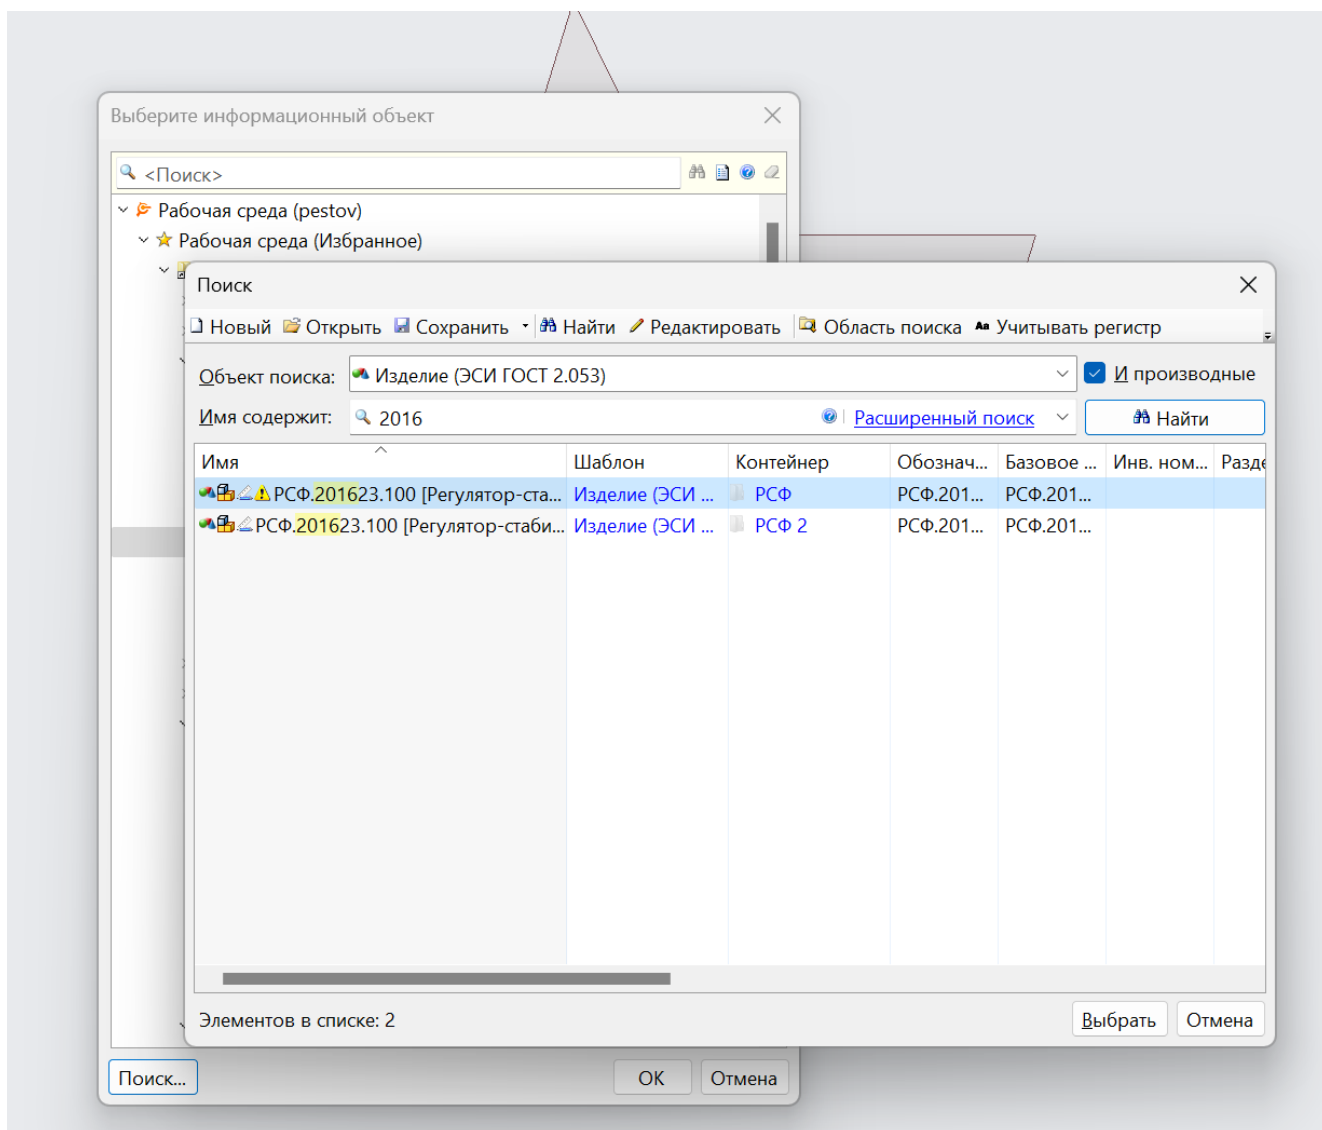 Выберите информационный объект
<Поиск>
Рабочая среда (pestov)
Рабочая среда (Избранное)
Поиск
Новый Открыть Сохранить Найти Редактировать Область поиска Aa Учитывать регистр
Объект поиска: Изделие (ЭСИ ГОСТ 2.053) И производные
Имя содержит: 2016 Расширенный поиск Найти
Имя Шаблон Контейнер Обознач... Базовое ... Инв. ном... Разде
РСФ.201623.100 [Регулятор-ста... Изделие (ЭСИ ... РСФ РСФ.201... РСФ.201...
РСФ.201623.100 [Регулятор-стаби... Изделие (ЭСИ ... РСФ 2 РСФ.201... РСФ.201...
Элементов в списке: 2 Выбрать Отмена
Поиск... ОК Отмена